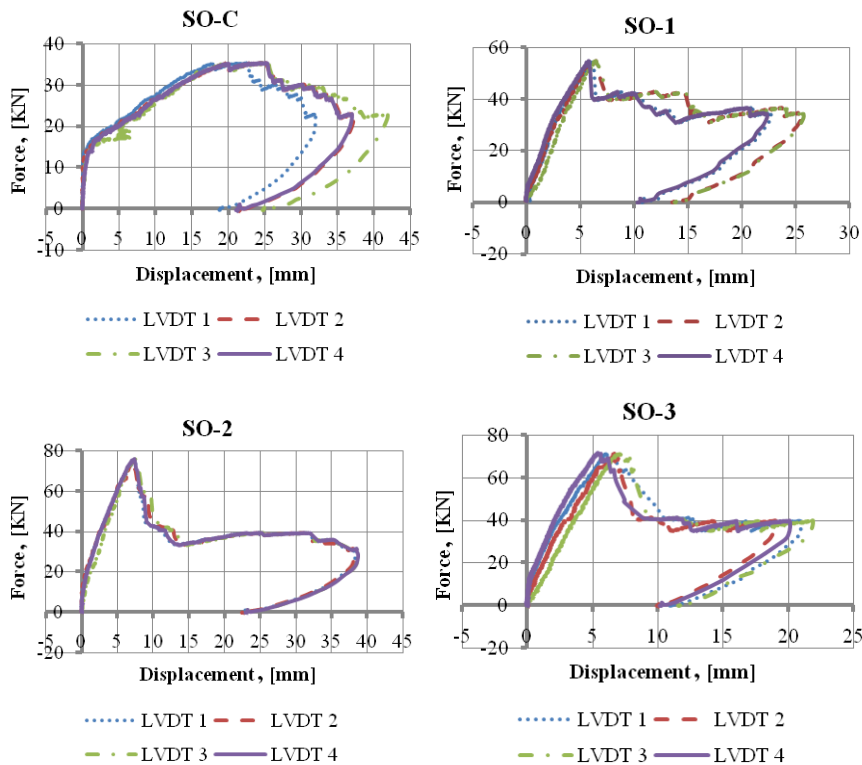 SO-C
40
35
30
20
10
0
-10
Force, [KN]
-5 0 5 10 15 20 25 30 35 40 45
Displacement, [mm]
LVDT 1 LVDT 2
LVDT 3 LVDT 4
SO-1
60
40
20
0
-20
Force, [KN]
-5 0 5 10 15 20 25 30
Displacement, [mm]
LVDT 1 LVDT 2
LVDT 3 LVDT 4
SO-2
80
60
40
20
0
-20
Force, [KN]
0 5 10 15 20 25 30 35 40 45
Displacement, [mm]
LVDT 1 LVDT 2
LVDT 3 LVDT 4
SO-3
80
60
40
20
0
-20
Force, [KN]
-5 0 5 10 15 20 25
Displacement, [mm]
LVDT 1 LVDT 2
LVDT 3 LVDT 4